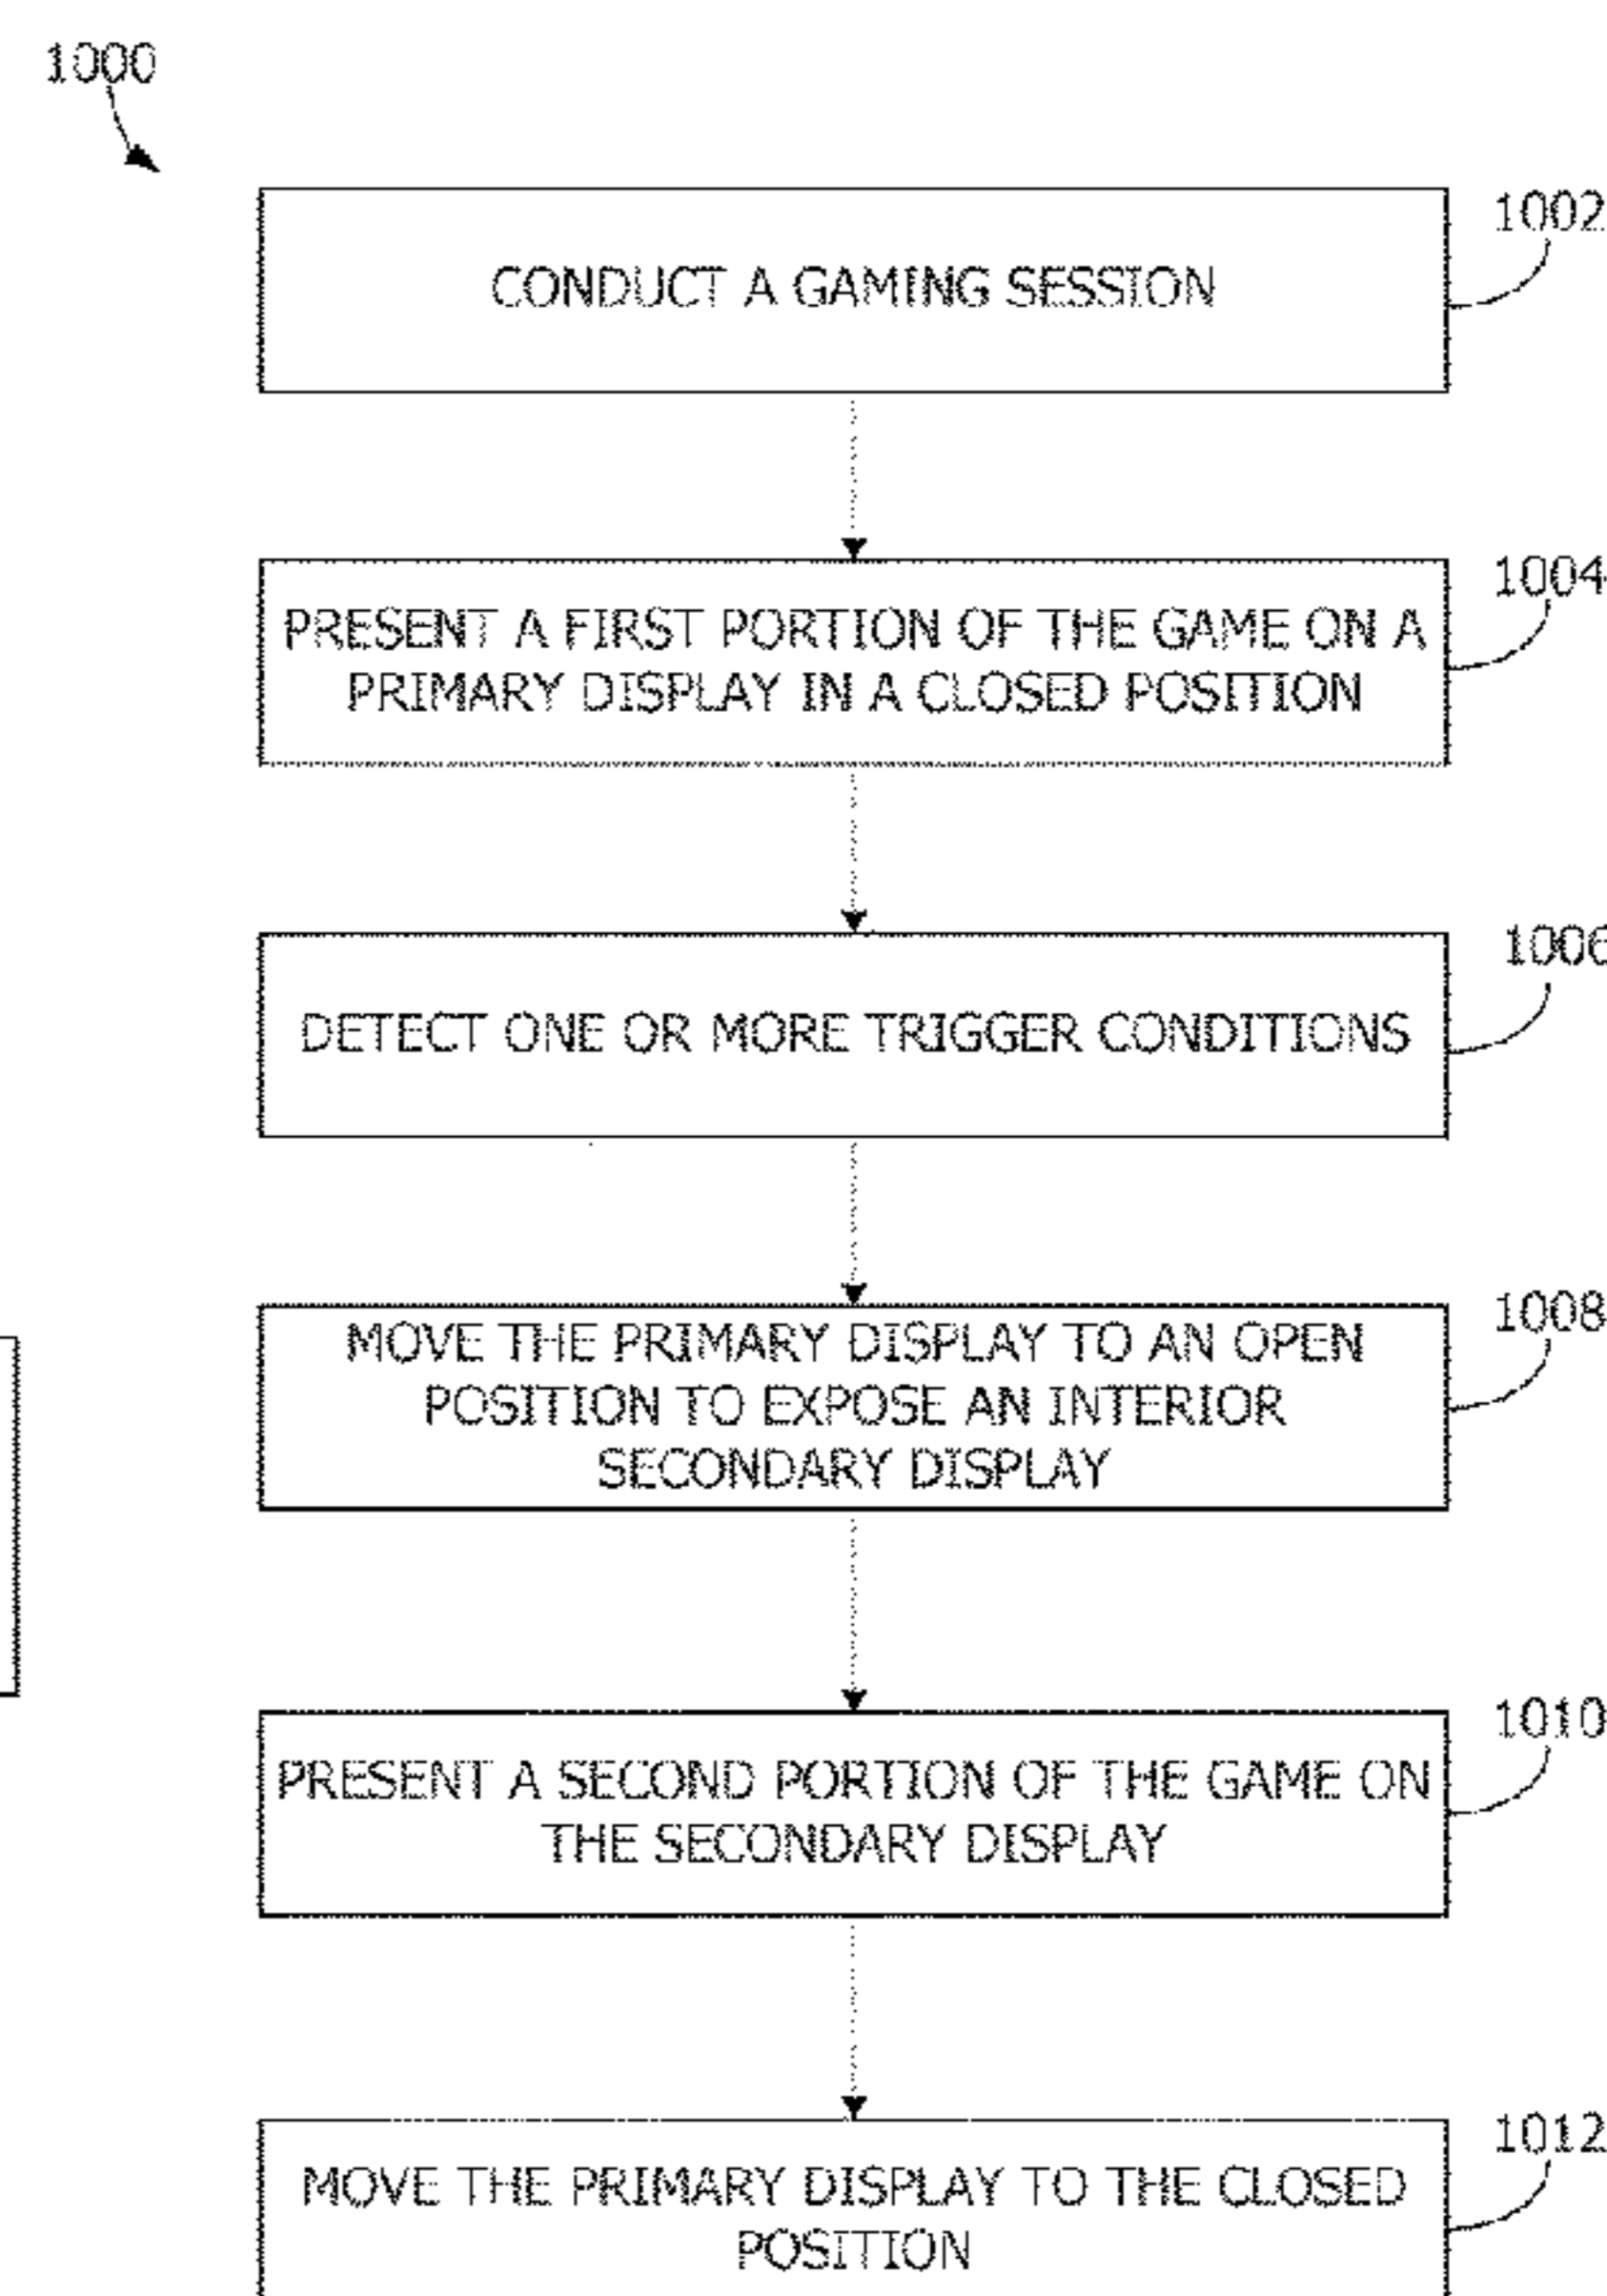 1000
1002
CONDUCT A GAMING SESSION
1004
PRESENT A FIRST PORTION OF THE GAME ON A
PRIMARY DISPLAY IN A CLOSED POSITION
1006
DETECT ONE OR MORE TRIGGER CONDITIONS
1008
MOVE THE PRIMARY DISPLAY TO AN OPEN
POSITION TO EXPOSE AN INTERIOR
SECONDARY DISPLAY
1010
PRESENT A SECOND PORTION OF THE GAME ON
THE SECONDARY DISPLAY
1012
MOVE THE PRIMARY DISPLAY TO THE CLOSED
POSITION